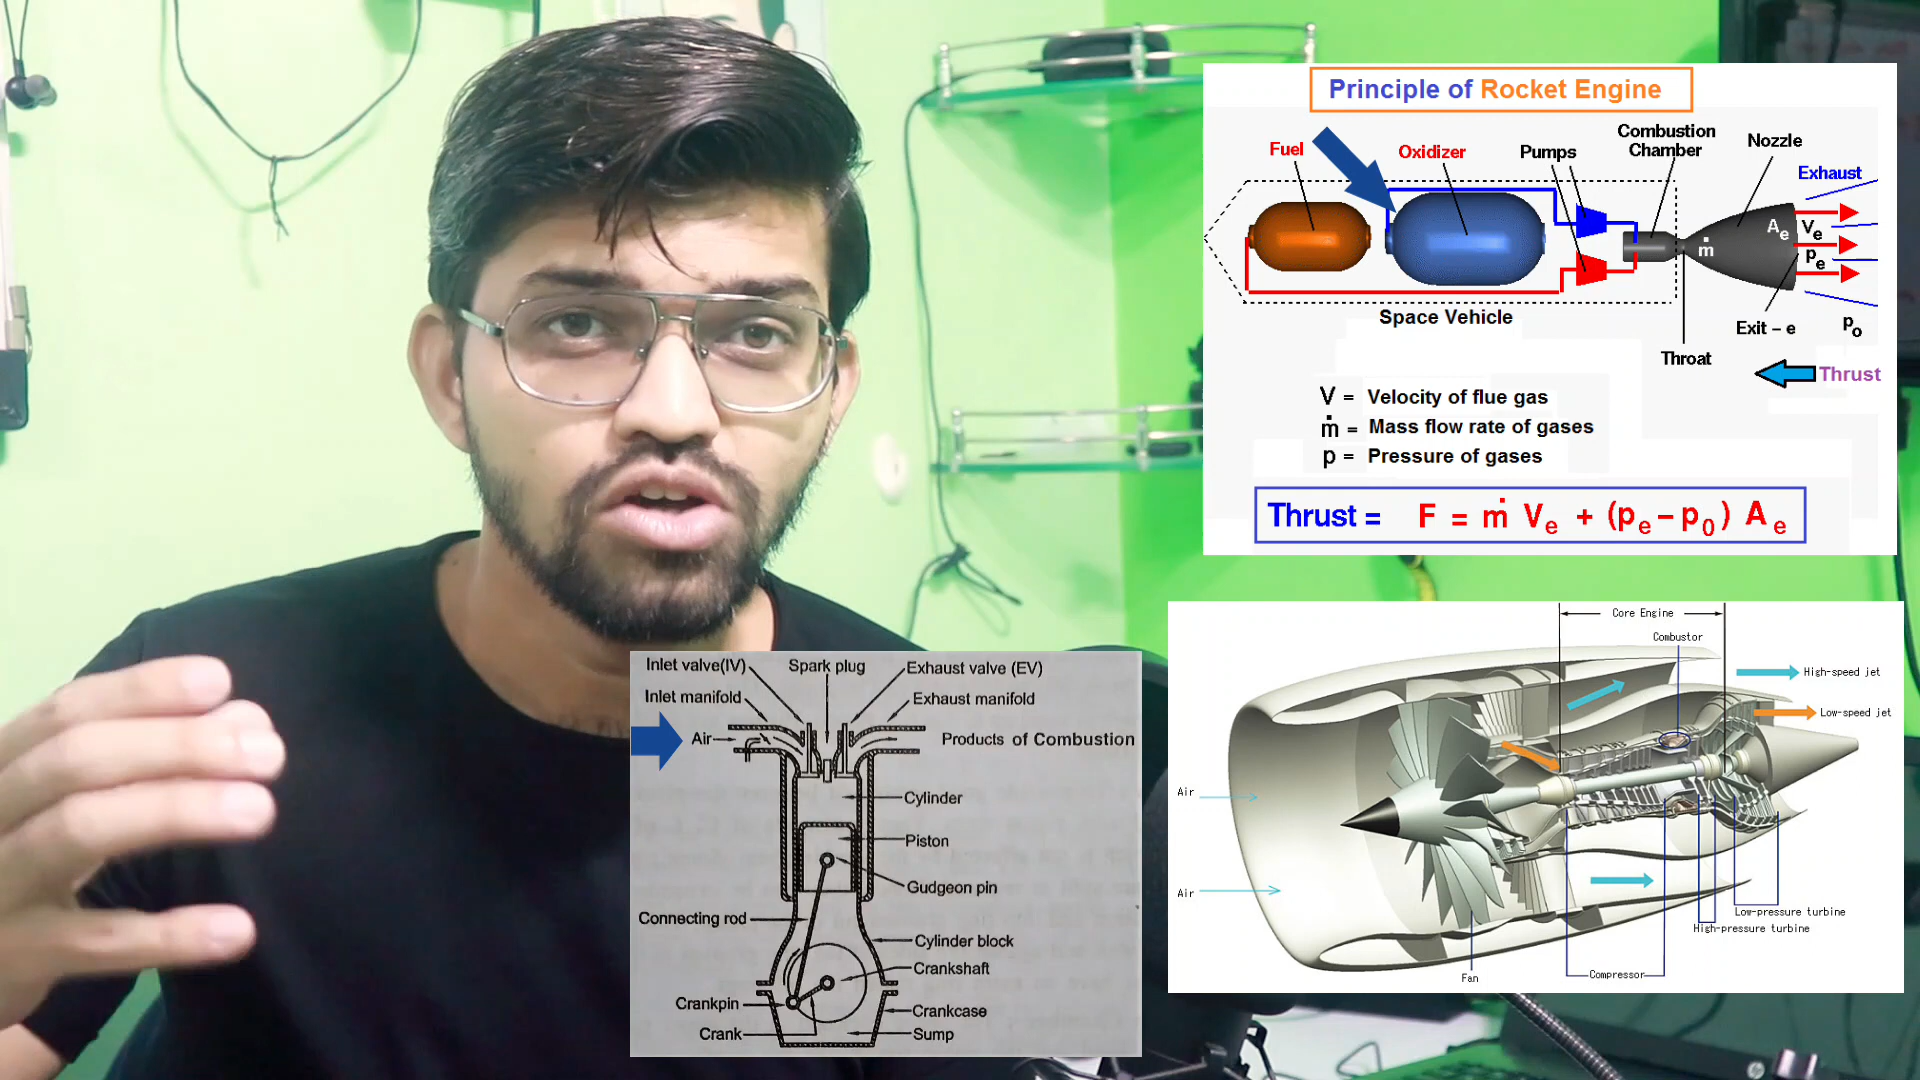 Principle of Rocket Engine
Fuel
Oxidizer
Pumps
Combustion
Chamber
Nozzle
Exhaust
Ae
Ve
ṁ
pe
Space Vehicle
Exit – e
po
Throat
Thrust
V = Velocity of flue gas
ṁ = Mass flow rate of gases
p = Pressure of gases
Thrust = F = ṁ Ve + (pe – p0) Ae
Inlet valve(IV)
Spark plug
Exhaust valve (EV)
Inlet manifold
Exhaust manifold
Air
Products of Combustion
Cylinder
Piston
Gudgeon pin
Connecting rod
Cylinder block
Crankshaft
Crankpin
Crankcase
Crank
Sump
Core Engine
Combustor
High-speed jet
Low-speed jet
Air
Air
Low-pressure turbine
High-pressure turbine
Compressor
Fan